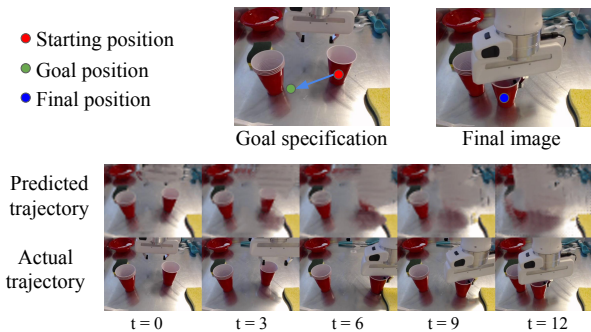 Starting position
Goal position
Final position
Goal specification
Final image
Predicted
trajectory
Actual
trajectory
t = 0
t = 3
t = 6
t = 9
t = 12